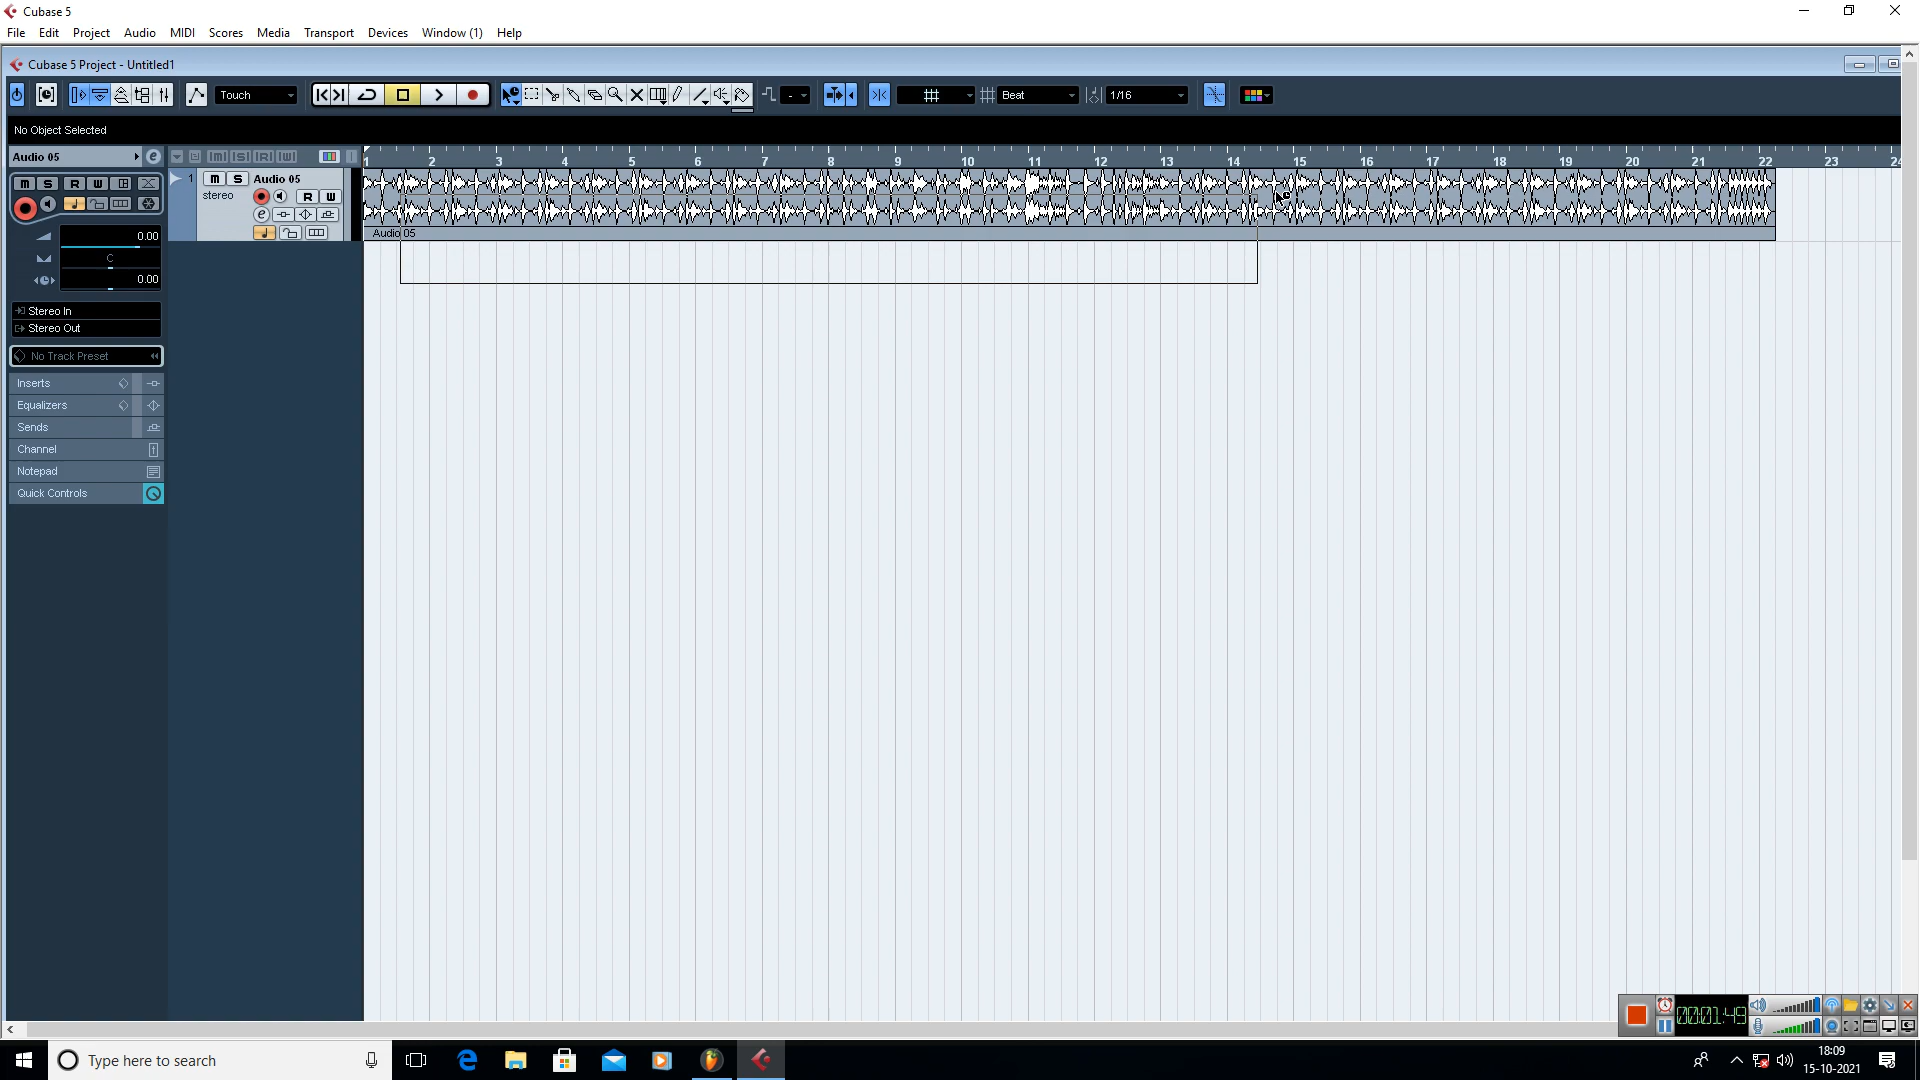 Cubase 5
File Edit Project Audio MIDI Scores Media Transport Devices Window (1) Help
Cubase 5 Project - Untitled1
Touch
-
Beat
1/16
No Object Selected
Audio 05
e
[M] [S] [R] [W]
1 2 3 4 5 6 7 8 9 10 11 12 13 14 15 16 17 18 19 20 21 22 23 24
m S R W
1 m S Audio 05
stereo R W
e
0.00
C
0.00
Audio 05
Stereo In
Stereo Out
No Track Preset
Inserts
Equalizers
Sends
Channel
Notepad
Quick Controls
00:01:49
Type here to search
18:09
15-10-2021